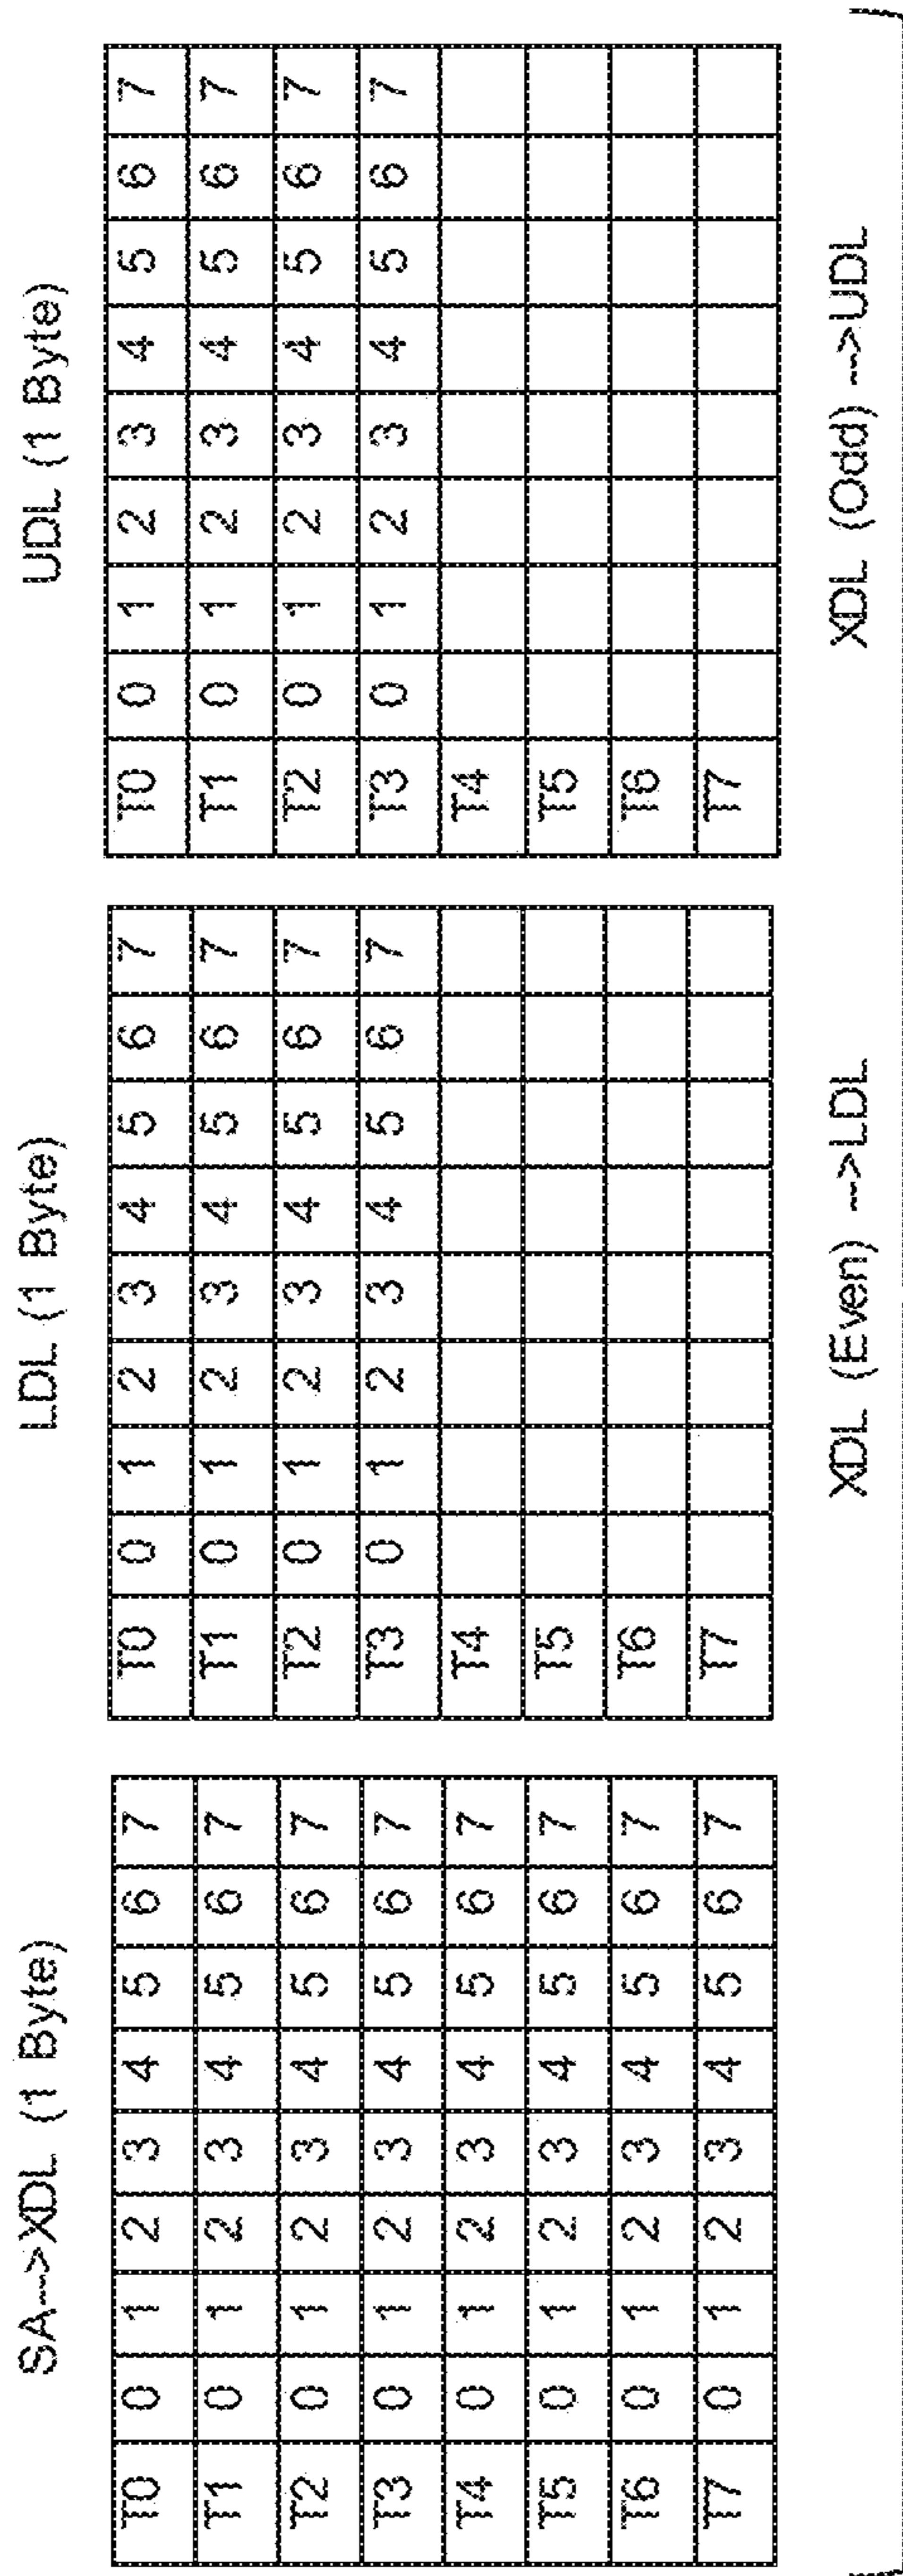 SA-->XDL (1 Byte)
T0 0 1 2 3 4 5 6 7
T1 0 1 2 3 4 5 6 7
T2 0 1 2 3 4 5 6 7
T3 0 1 2 3 4 5 6 7
T4 0 1 2 3 4 5 6 7
T5 0 1 2 3 4 5 6 7
T6 0 1 2 3 4 5 6 7
T7 0 1 2 3 4 5 6 7
LDL (1 Byte)
T0 0 1 2 3 4 5 6 7
T1 0 1 2 3 4 5 6 7
T2 0 1 2 3 4 5 6 7
T3 0 1 2 3 4 5 6 7
T4
T5
T6
T7
XDL (Even) -->LDL
UDL (1 Byte)
T0 0 1 2 3 4 5 6 7
T1 0 1 2 3 4 5 6 7
T2 0 1 2 3 4 5 6 7
T3 0 1 2 3 4 5 6 7
T4
T5
T6
T7
XDL (Odd) -->UDL